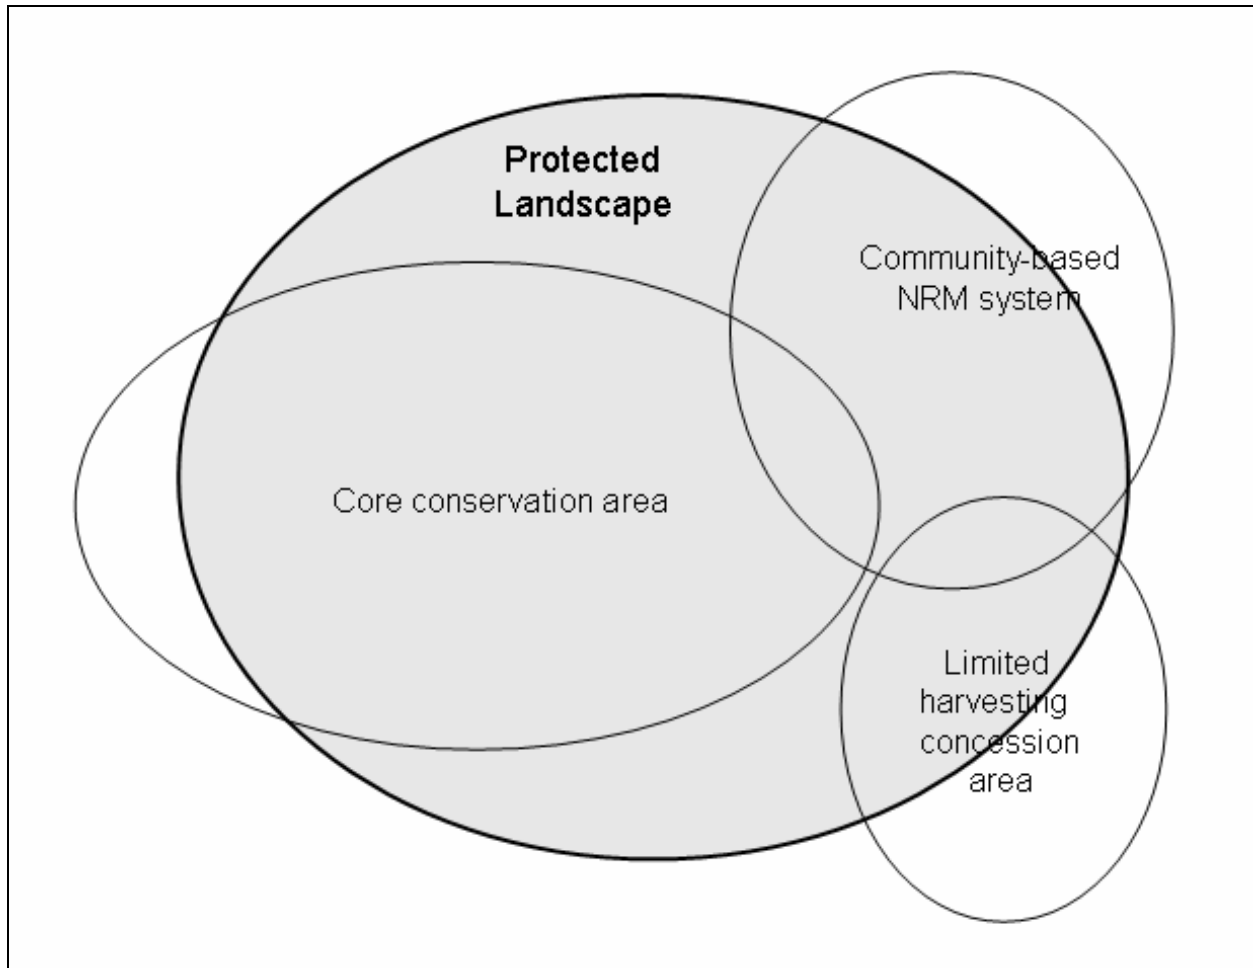 Protected
Landscape
Community-based
NRM system
Core conservation area
Limited
harvesting
concession
area